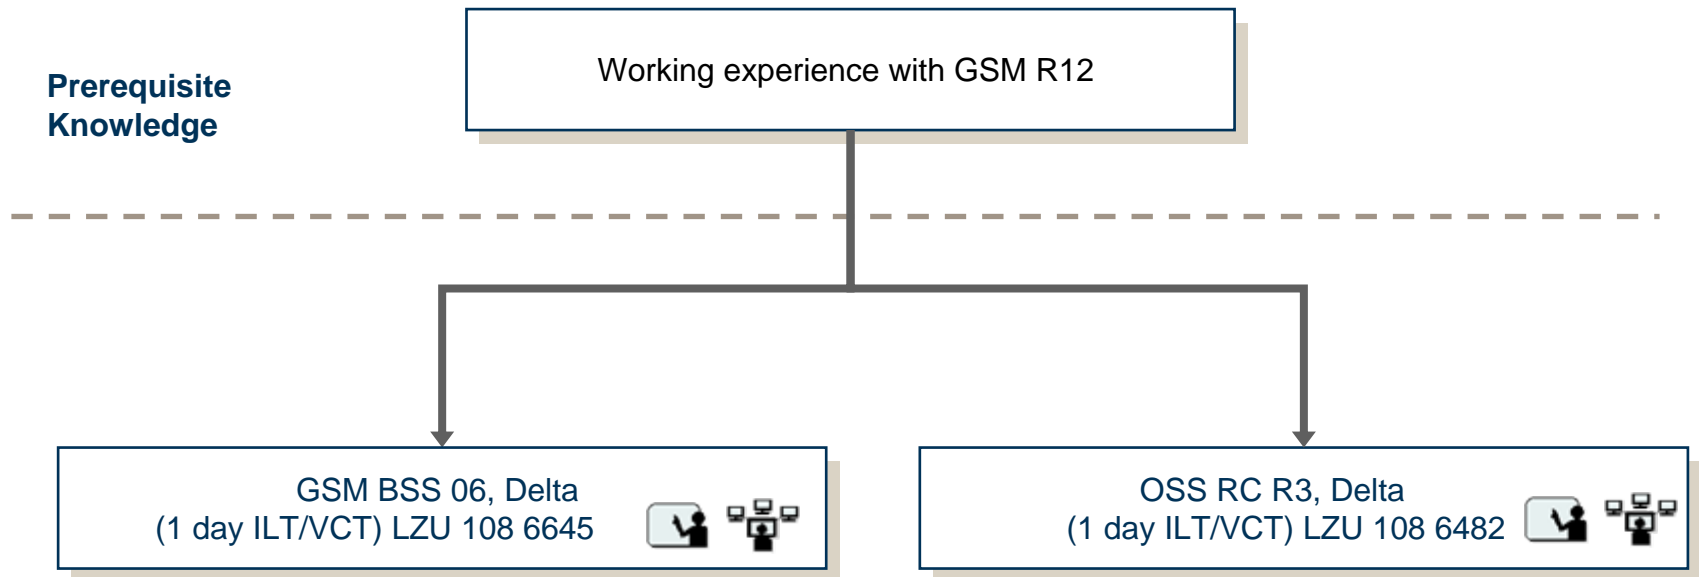 Prerequisite
Knowledge
Working experience with GSM R12
GSM BSS 06, Delta
(1 day ILT/VCT) LZU 108 6645
OSS RC R3, Delta
(1 day ILT/VCT) LZU 108 6482